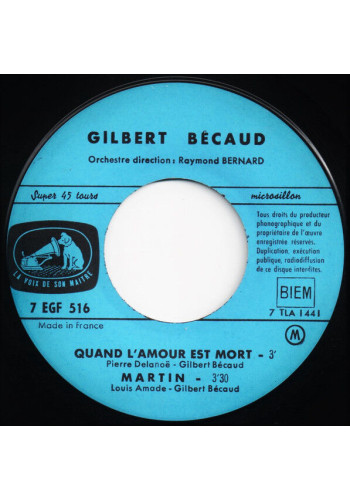 GILBERT BÉCAUD
Orchestre direction: Raymond BERNARD
Super 45 tours
microsillon
Tous droits du producteur
phonographique et du
propriétaire de l'œuvre
enregistrée réservés.
Duplication, exécution
publique, radiodiffusion
de ce disque interdites.
LA VOIX DE SON MAITRE
7 EGF 516
BIEM
7 TLA 1441
Made in France
M
QUAND L'AMOUR EST MORT - 3'
Pierre Delanoë - Gilbert Bécaud
MARTIN - 3'30
Louis Amade - Gilbert Bécaud